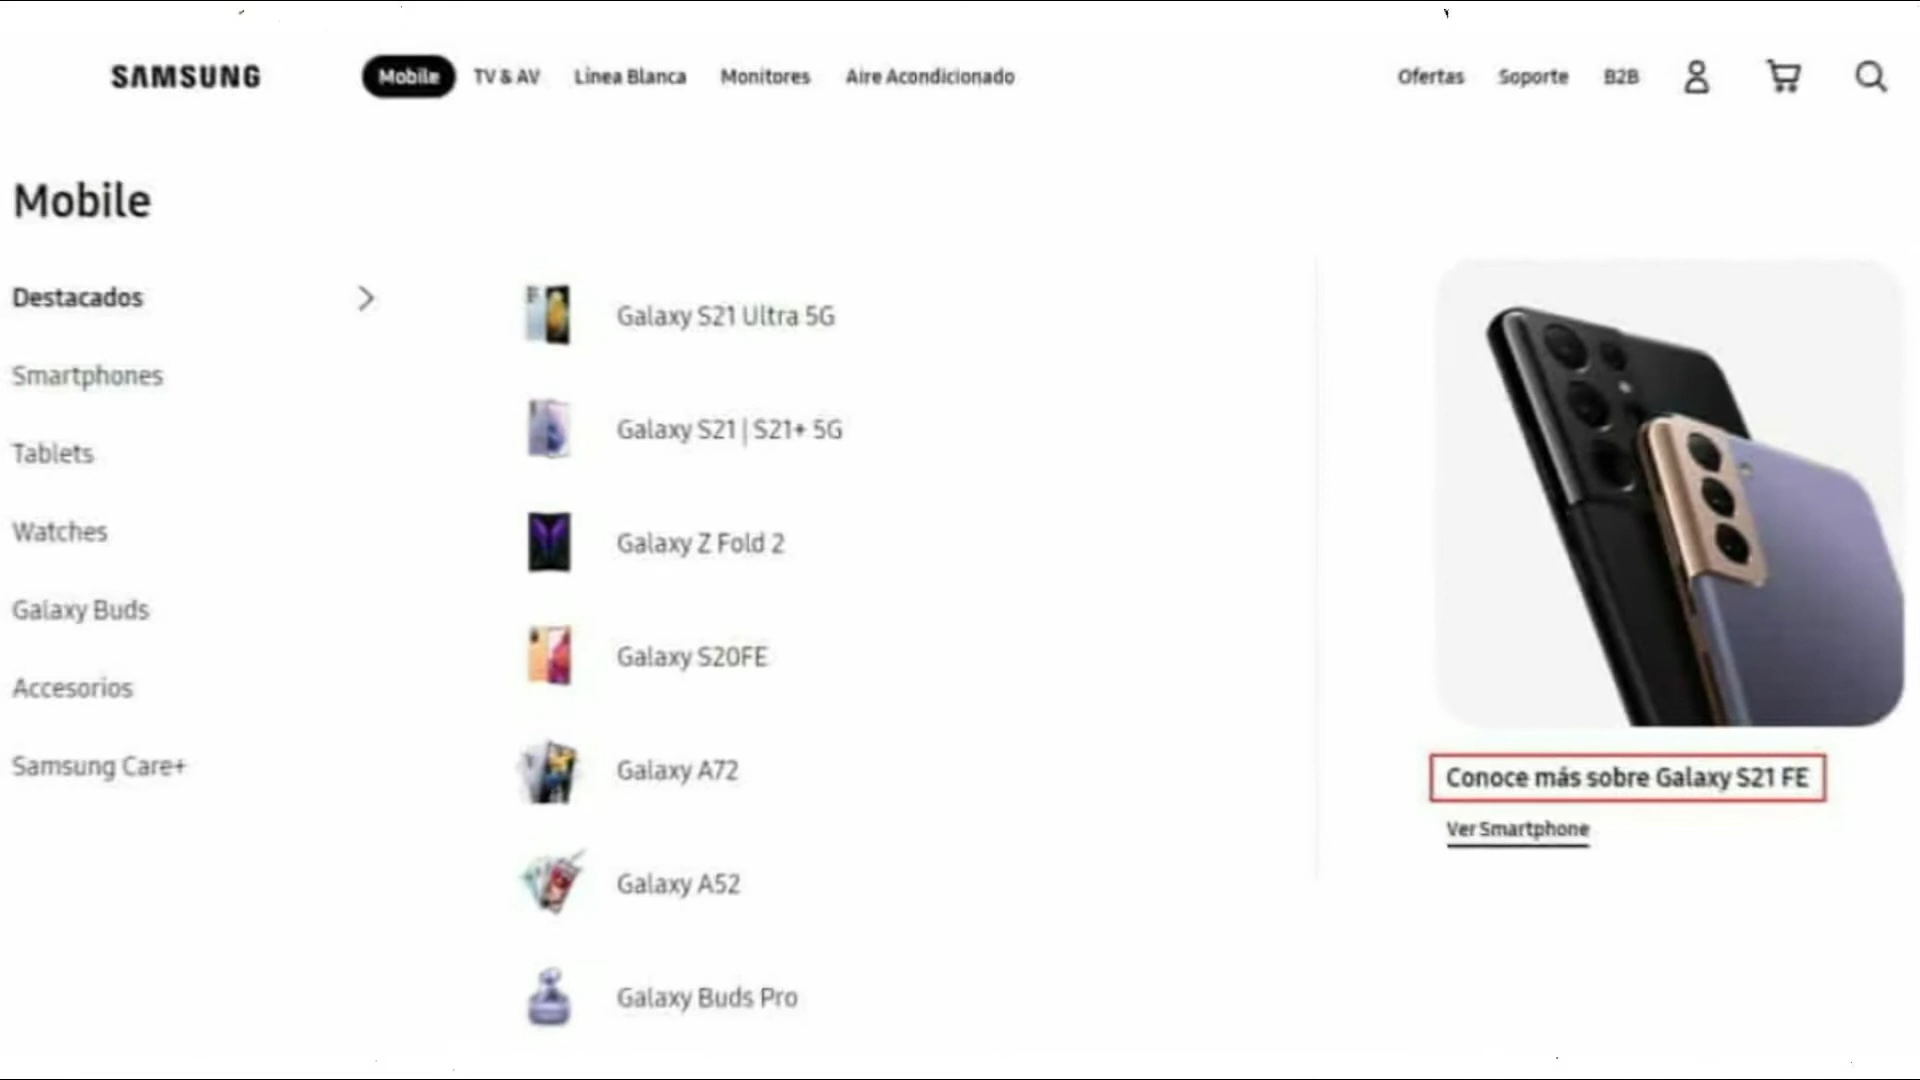 SAMSUNG
Mobile
TV & AV
Línea Blanca
Monitores
Aire Acondicionado
Ofertas
Soporte
B2B
Mobile
Destacados
Smartphones
Tablets
Watches
Galaxy Buds
Accesorios
Samsung Care+
Galaxy S21 Ultra 5G
Galaxy S21 | S21+ 5G
Galaxy Z Fold 2
Galaxy S20FE
Galaxy A72
Galaxy A52
Galaxy Buds Pro
Conoce más sobre Galaxy S21 FE
Ver Smartphone